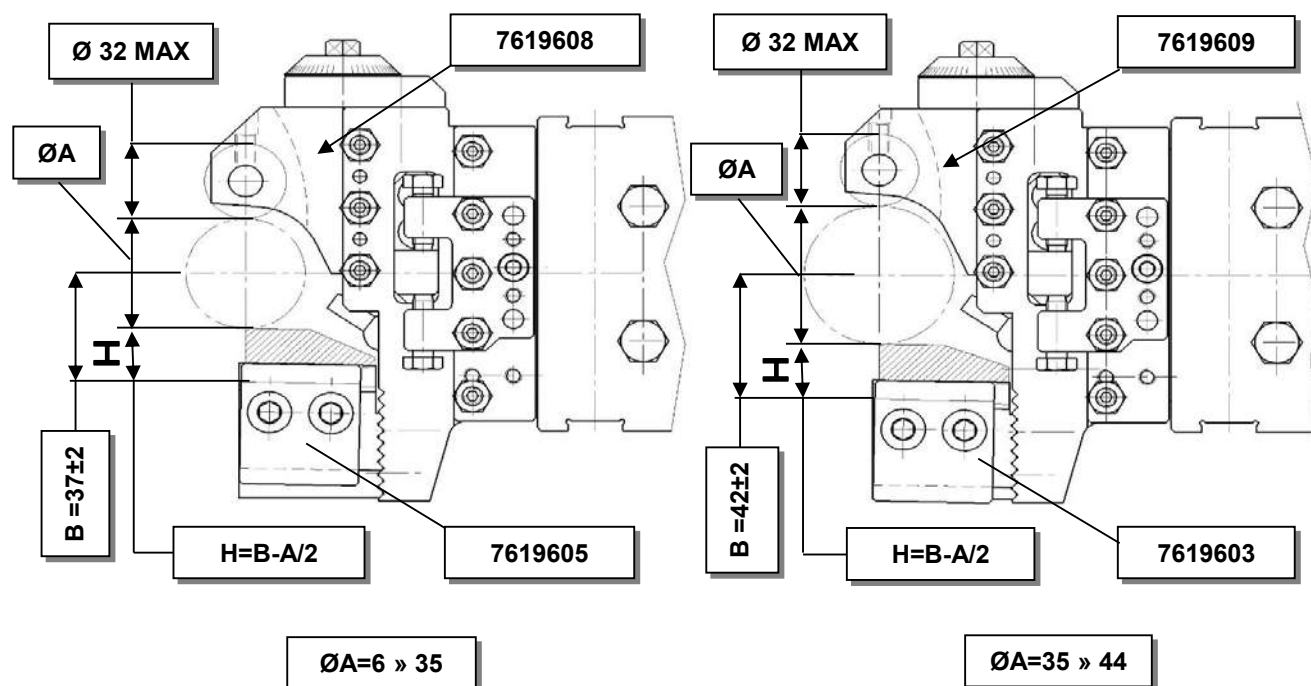 Ø 32 MAX
7619608
ØA
H
B =37±2
H=B-A/2
7619605
ØA=6 » 35
Ø 32 MAX
7619609
ØA
H
B =42±2
H=B-A/2
7619603
ØA=35 » 44